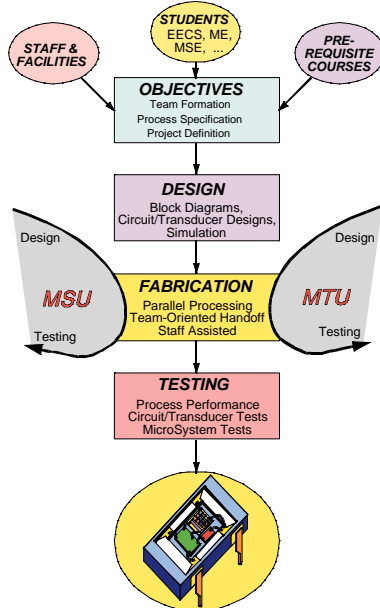 STUDENTS
EECS, ME,
MSE, ...
STAFF &
FACILITIES
PRE-
REQUISITE
COURSES
OBJECTIVES
Team Formation
Process Specification
Project Definition
DESIGN
Block Diagrams,
Circuit/Transducer Designs,
Simulation
Design
MSU
Testing
FABRICATION
Parallel Processing
Team-Oriented Handoff
Staff Assisted
Design
MTU
Testing
TESTING
Process Performance
Circuit/Transducer Tests
MicroSystem Tests